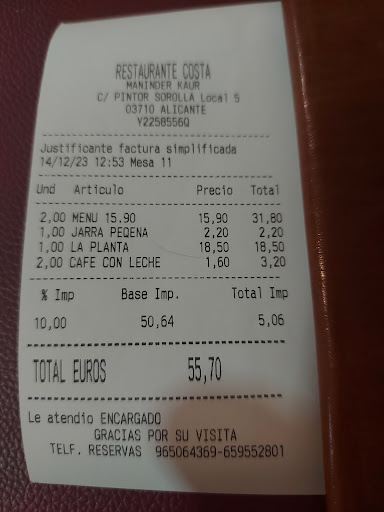 RESTAURANTE COSTA
MANINDER KAUR
C/ PINTOR SOROLLA Local 5
03710 ALICANTE
Y2258556Q
Justificante factura simplificada
14/12/23 12:53 Mesa 11
Und Articulo Precio Total
2,00 MENU 15.90 15,90 31,80
1,00 JARRA PEQENA 2,20 2,20
1,00 LA PLANTA 18,50 18,50
2,00 CAFE CON LECHE 1,60 3,20
% Imp Base Imp. Total Imp
10,00 50,64 5,06
TOTAL EUROS 55,70
Le atendio ENCARGADO
GRACIAS POR SU VISITA
TELF. RESERVAS 965064369-659552801